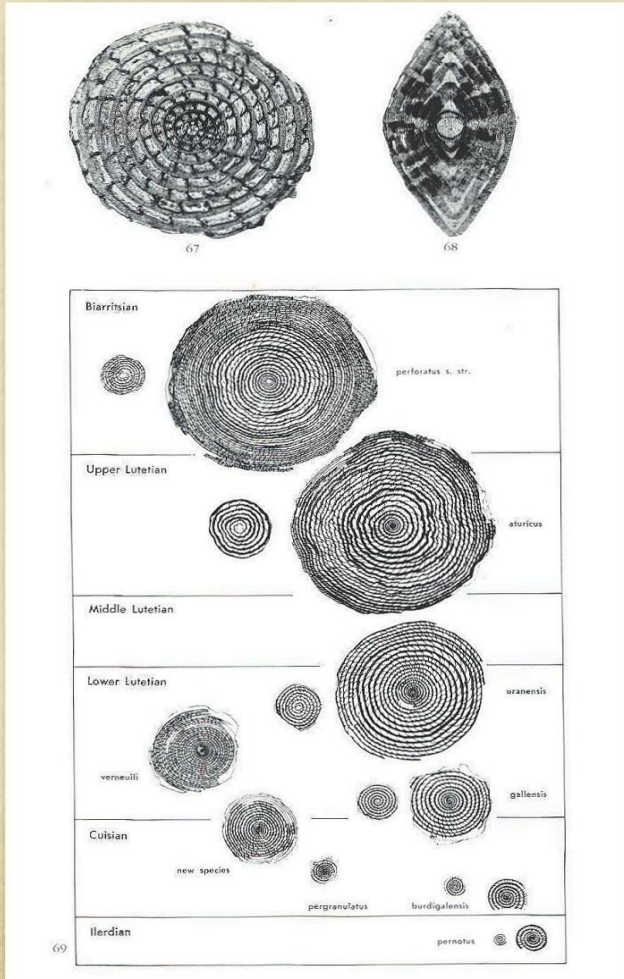 67
68
Biarritsian
perforatus s. str.
Upper Lutetian
aturicus
Middle Lutetian
Lower Lutetian
uranensis
verneuili
gallensis
Cuisian
new species
pergranulatus
burdigalensis
Ilerdian
pernotus
69